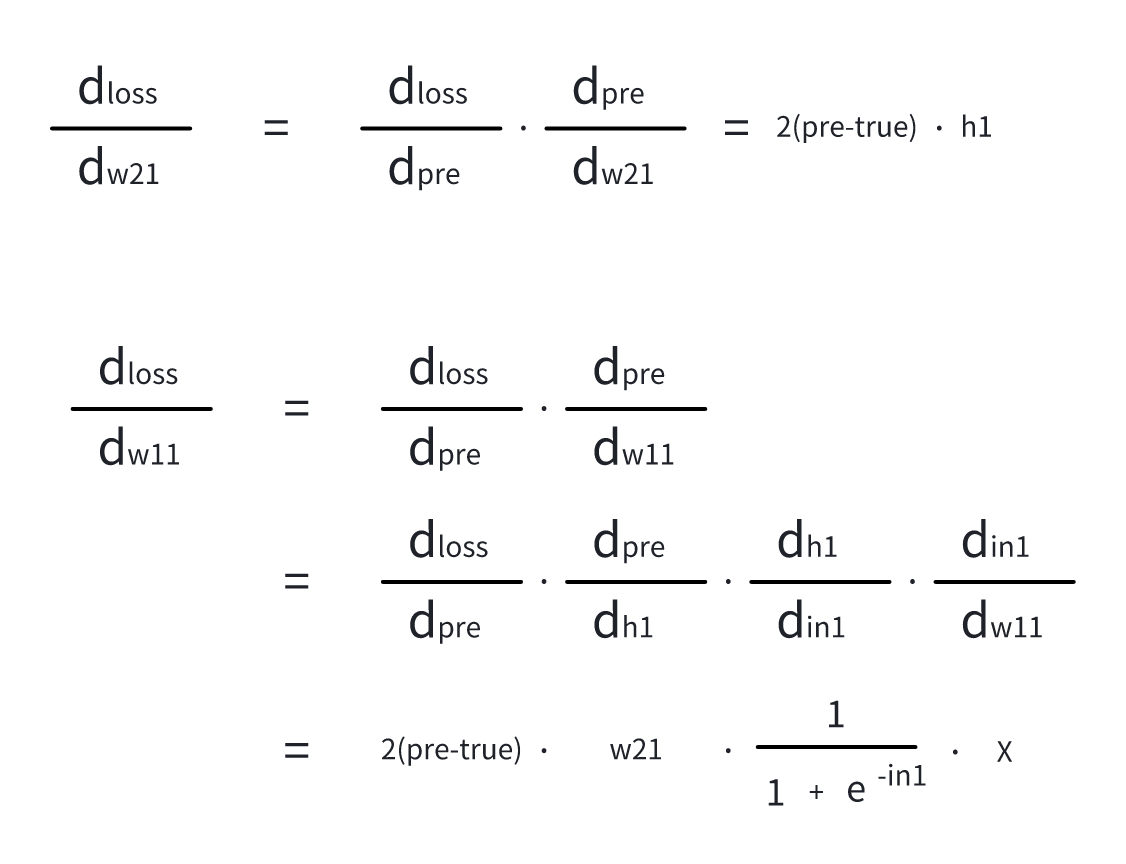 dloss / dw21 = dloss / dpre · dpre / dw21 = 2(pre-true) · h1
dloss / dw11 = dloss / dpre · dpre / dw11
= dloss / dpre · dpre / dh1 · dh1 / din1 · din1 / dw11
= 2(pre-true) · w21 · 1 / 1 + e -in1 · X